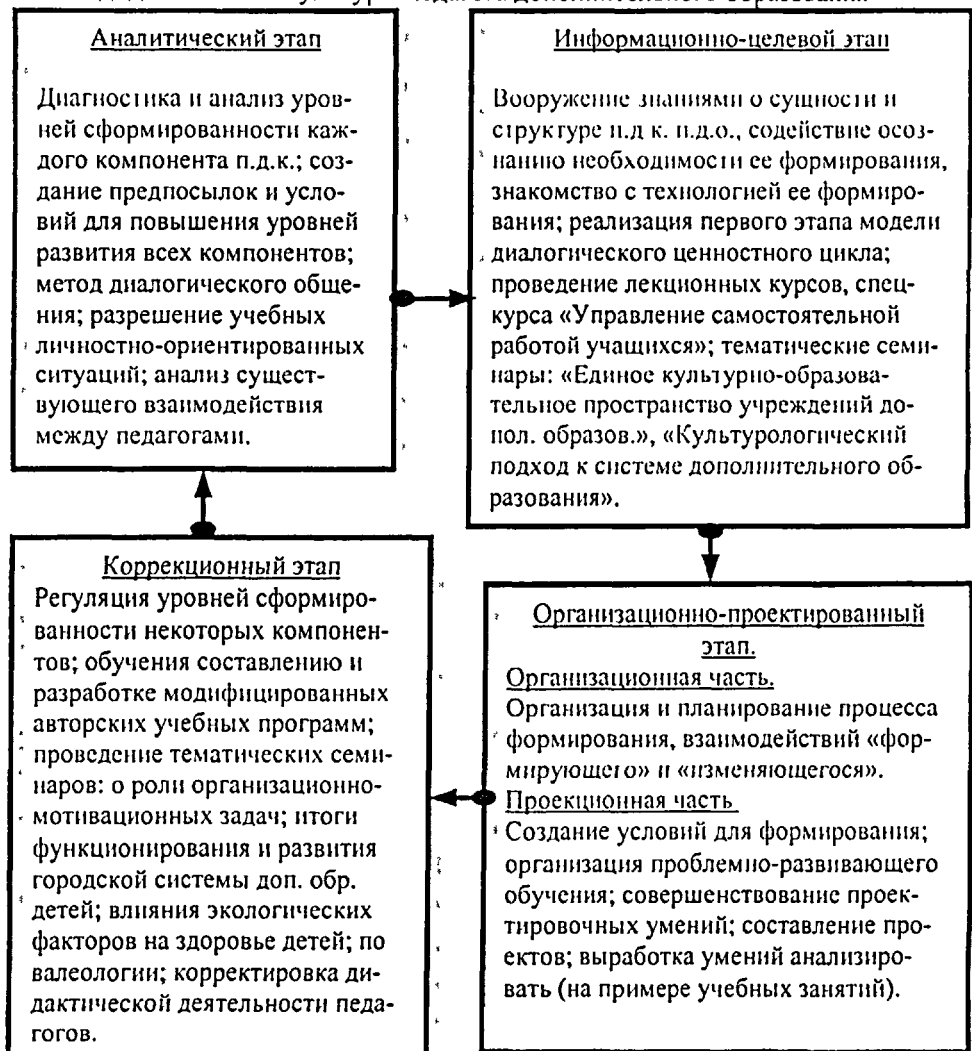 Аналитический этап
Диагностика и анализ уров-
ней сформированности каж-
дого компонента п.д.к.; соз-
дание предпосылок и усло-
вий для повышения уровней
развития всех компонентов;
метод диалогического обще-
ния; разрешение учебных
личностно-ориентированных
ситуаций; анализ сущест-
вующего взаимодействия
между педагогами.
Информационно-целевой этап
Вооружение знаниями о сущности и
структуре п.д к. п.д.о., содействие осоз-
нанию необходимости ее формирования,
знакомство с технологией ее формиро-
вания; реализация первого этапа модели
диалогического ценностного цикла;
проведение лекционных курсов, спец-
курса «Управление самостоятельной
работой учащихся»; тематические семи-
нары: «Единое культурно-образова-
тельное пространство учреждений до-
пол. образов.», «Культурологический
подход к системе дополнительного об-
разования».
Коррекционный этап
Регуляция уровней сформиро-
ванности некоторых компонен-
тов; обучения составлению и
разработке модифицированных
авторских учебных программ;
проведение тематических семи-
наров: о роли организационно-
мотивационных задач; итоги
функционирования и развития
городской системы доп. обр.
детей; влияния экологических
факторов на здоровье детей; по
валеологии; корректировка ди-
дактической деятельности педа-
гогов.
Организационно-проектированный
этап.
Организационная часть.
Организация и планирование процесса
формирования, взаимодействий «фор-
мирующего» и «изменяющегося».
Проекционная часть
Создание условий для формирования;
организация проблемно-развивающего
обучения; совершенствование проек-
тировочных умений; составление про-
ектов; выработка умений анализиро-
вать (на примере учебных занятий).